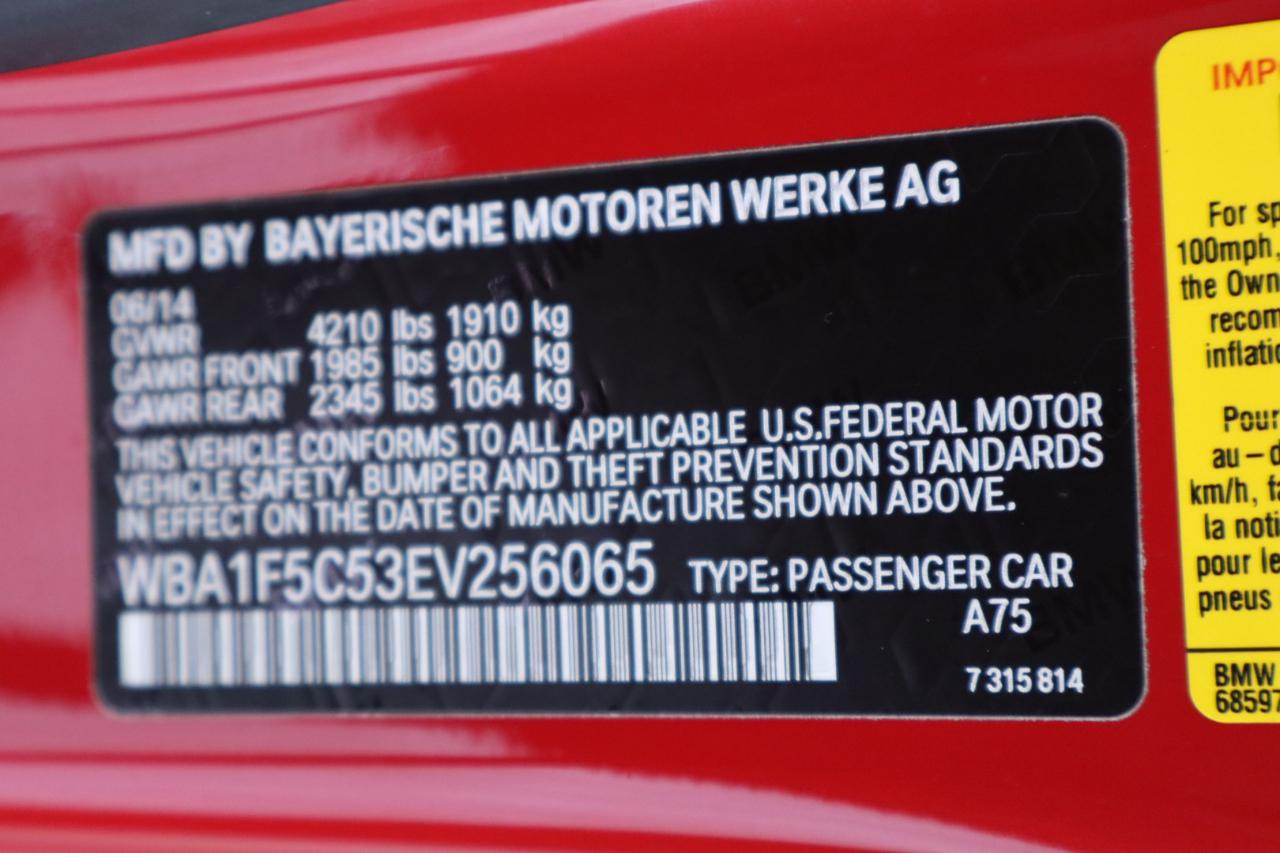 MFD BY BAYERISCHE MOTOREN WERKE AG
06/14
GVWR 4210 lbs 1910 kg
GAWR FRONT 1985 lbs 900 kg
GAWR REAR 2345 lbs 1064 kg
THIS VEHICLE CONFORMS TO ALL APPLICABLE U.S.FEDERAL MOTOR
VEHICLE SAFETY, BUMPER AND THEFT PREVENTION STANDARDS
IN EFFECT ON THE DATE OF MANUFACTURE SHOWN ABOVE.
WBA1F5C53EV256065 TYPE: PASSENGER CAR
A75
7 315 814
IMP
For sp
100mph,
the Own
recom
inflatio
Pour
au – d
km/h, fa
la noti
pour le
pneus
BMW
68597